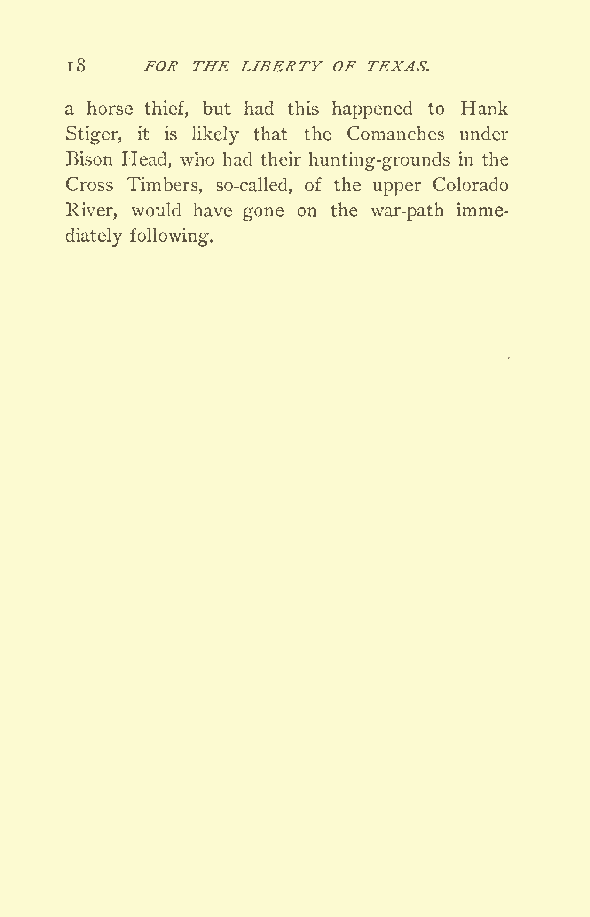 18 FOR THE LIBERTY OF TEXAS.
a horse thief, but had this happened to Hank
Stiger, it is likely that the Comanches under
Bison Head, who had their hunting-grounds in the
Cross Timbers, so-called, of the upper Colorado
River, would have gone on the war-path imme-
diately following.